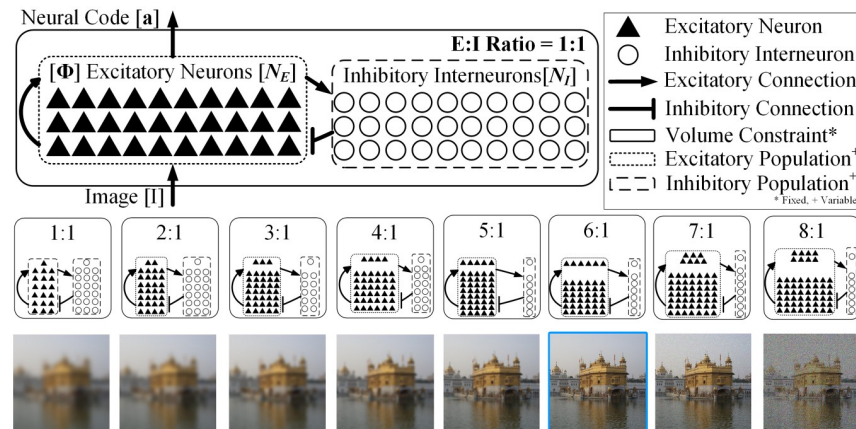 Neural Code [a]
E:I Ratio = 1:1
[Φ] Excitatory Neurons [N_E]
Inhibitory Interneurons[N_I]
Image [I]
Excitatory Neuron
Inhibitory Interneuron
Excitatory Connection
Inhibitory Connection
Volume Constraint*
Excitatory Population+
Inhibitory Population+
* Fixed, + Variable
1:1 2:1 3:1 4:1 5:1 6:1 7:1 8:1